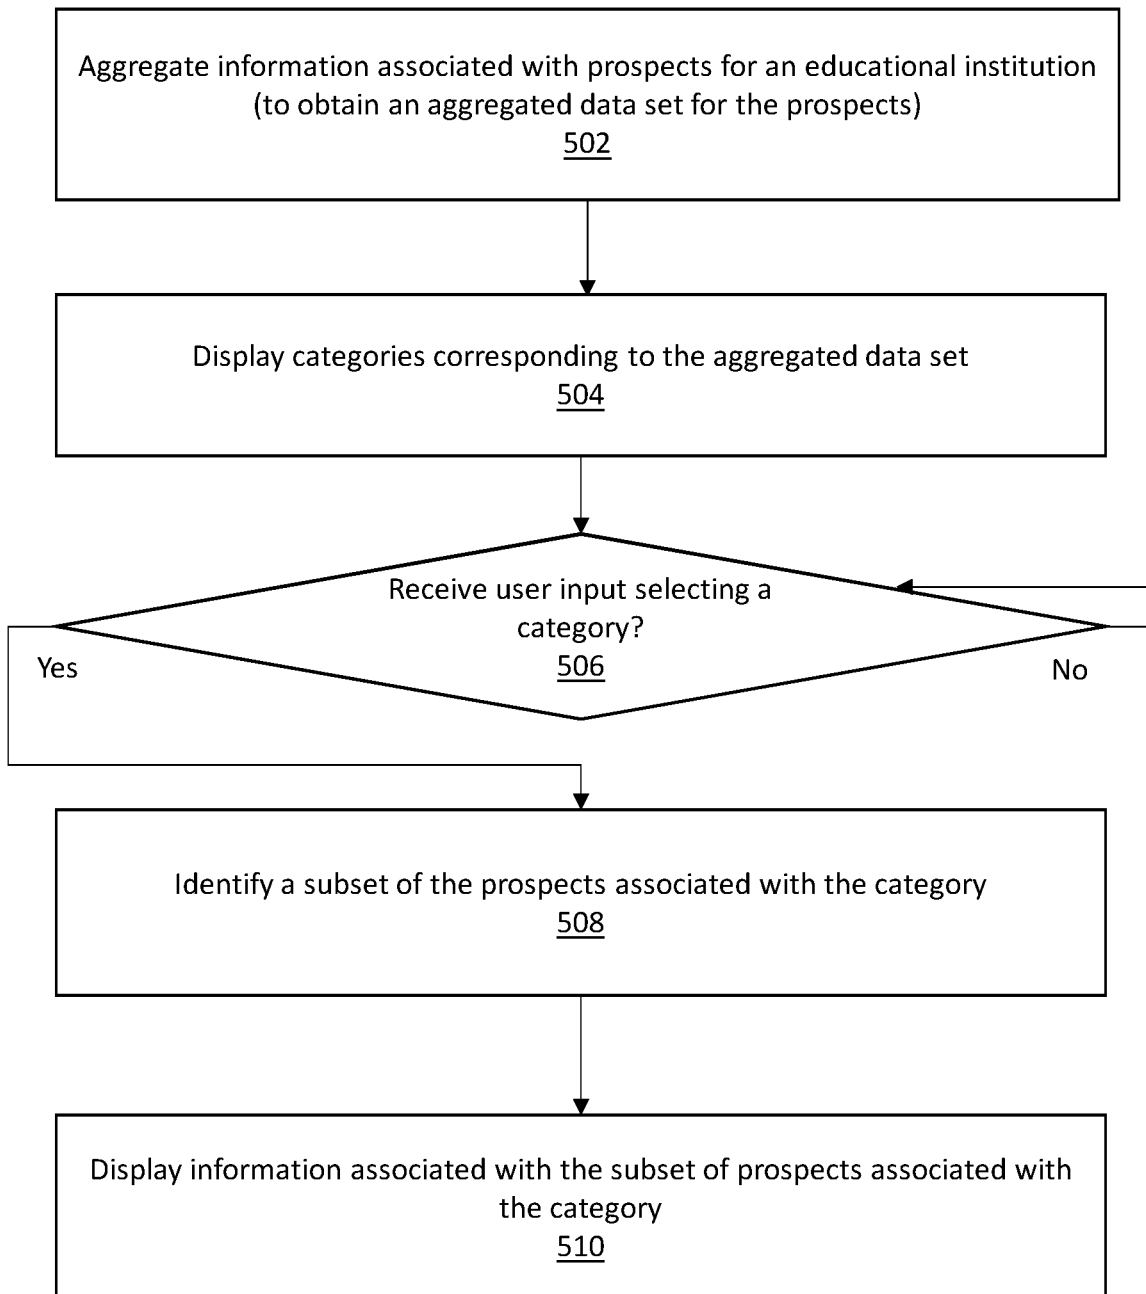 Aggregate information associated with prospects for an educational institution
(to obtain an aggregated data set for the prospects)
502
Display categories corresponding to the aggregated data set
504
Receive user input selecting a
category?
506
Yes
No
Identify a subset of the prospects associated with the category
508
Display information associated with the subset of prospects associated with
the category
510